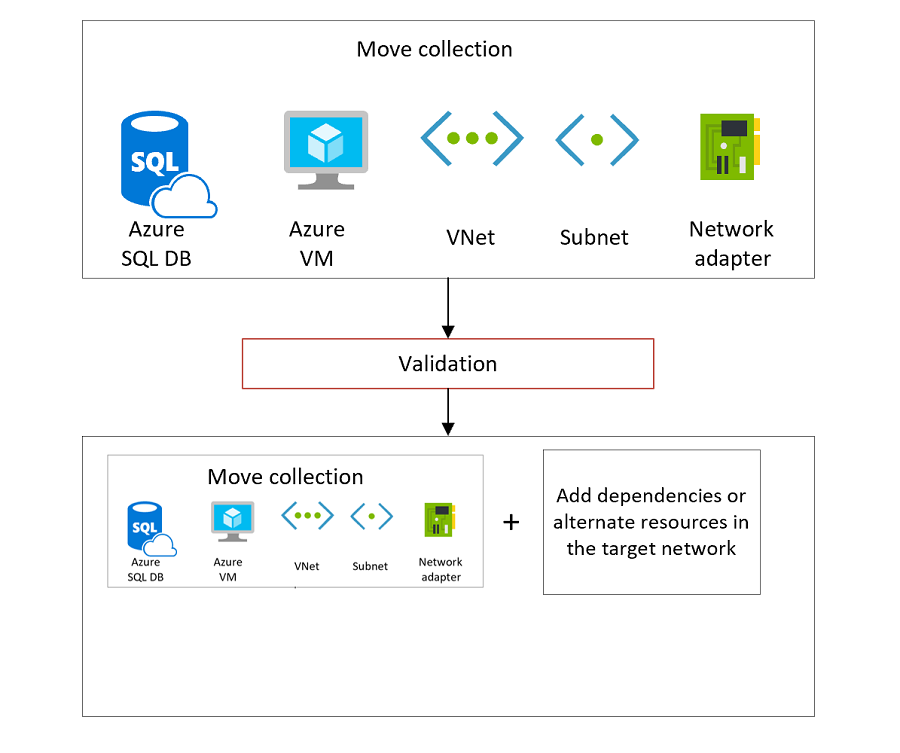 Move collection
SQL
Azure
SQL DB
Azure
VM
VNet
Subnet
Network
adapter
Validation
Move collection
SQL
Azure
SQL DB
Azure
VM
VNet
Subnet
Network
adapter
+
Add dependencies or
alternate resources in
the target network